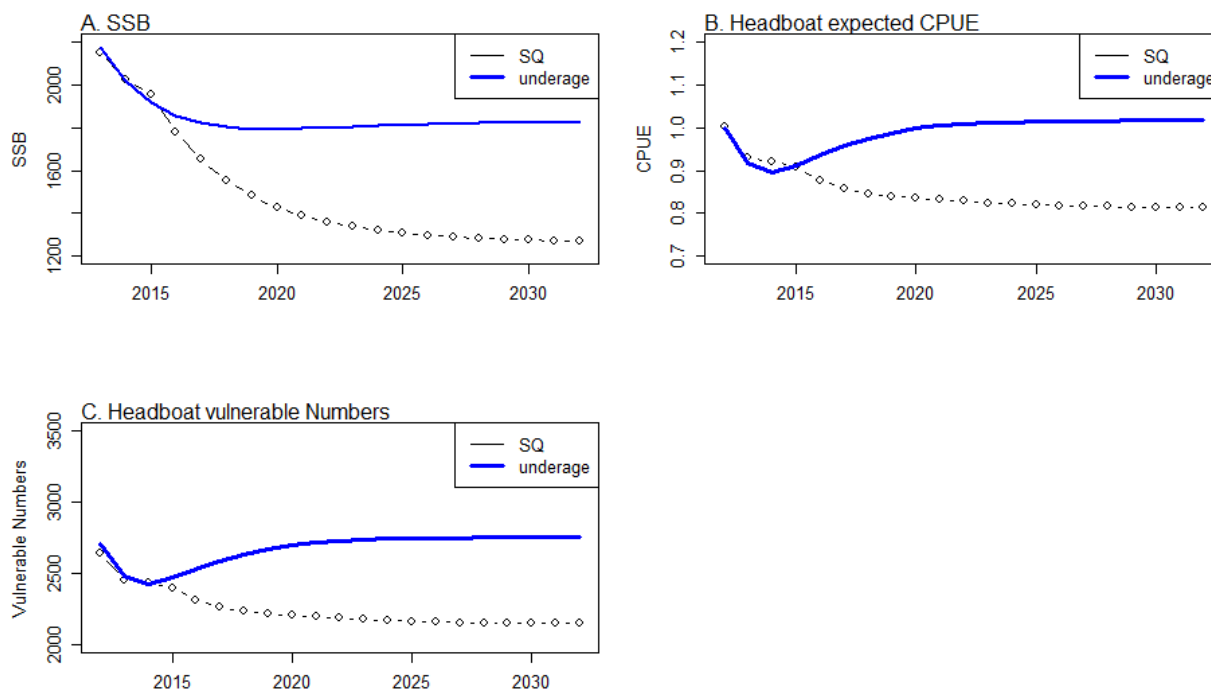 A. SSB
SSB
1200
1600
2000
2015
2020
2025
2030
SQ
underage
B. Headboat expected CPUE
CPUE
0.7
0.8
0.9
1.0
1.1
1.2
2015
2020
2025
2030
SQ
underage
C. Headboat vulnerable Numbers
Vulnerable Numbers
2000
2500
3000
3500
2015
2020
2025
2030
SQ
underage